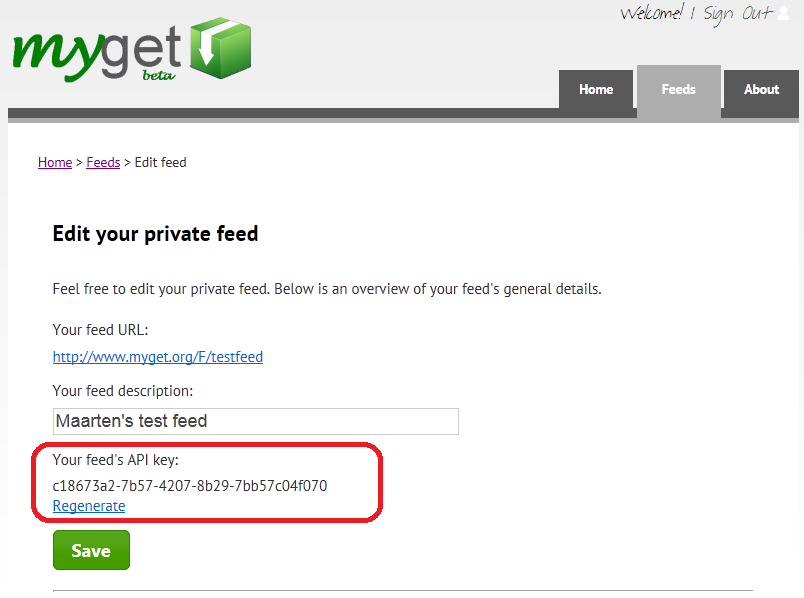 Welcome! | Sign Out
myget
beta
Home Feeds About
Home > Feeds > Edit feed
Edit your private feed
Feel free to edit your private feed. Below is an overview of your feed's general details.
Your feed URL:
http://www.myget.org/F/testfeed
Your feed description:
Maarten's test feed
Your feed's API key:
c18673a2-7b57-4207-8b29-7bb57c04f070
Regenerate
Save